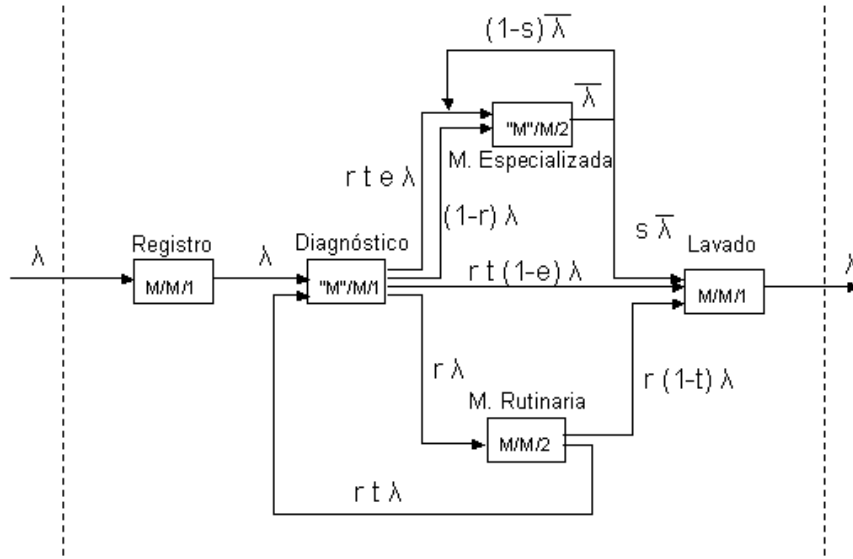 (1-s)λ̅
λ̅
"M"/M/2
M. Especializada
r t e λ
(1-r) λ
s λ̅
Registro
Diagnóstico
Lavado
λ
λ
r t (1-e) λ
λ
M/M/1
"M"/M/1
M/M/1
r λ
r (1-t) λ
M. Rutinaria
M/M/2
r t λ